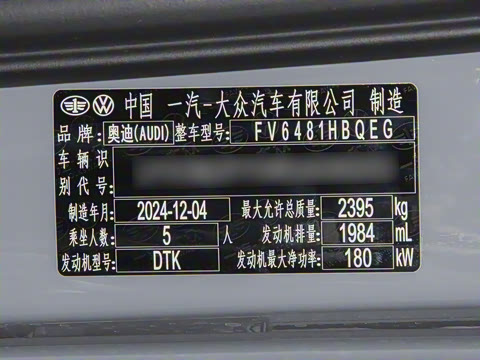 中国 一汽-大众汽车有限公司 制造
品牌: 奥迪(AUDI) 整车型号: FV6481HBQEG
车辆识
别代号:
制造年月: 2024-12-04 最大允许总质量: 2395 kg
乘坐人数: 5 人 发动机排量: 1984 mL
发动机型号: DTK 发动机最大净功率: 180 kW